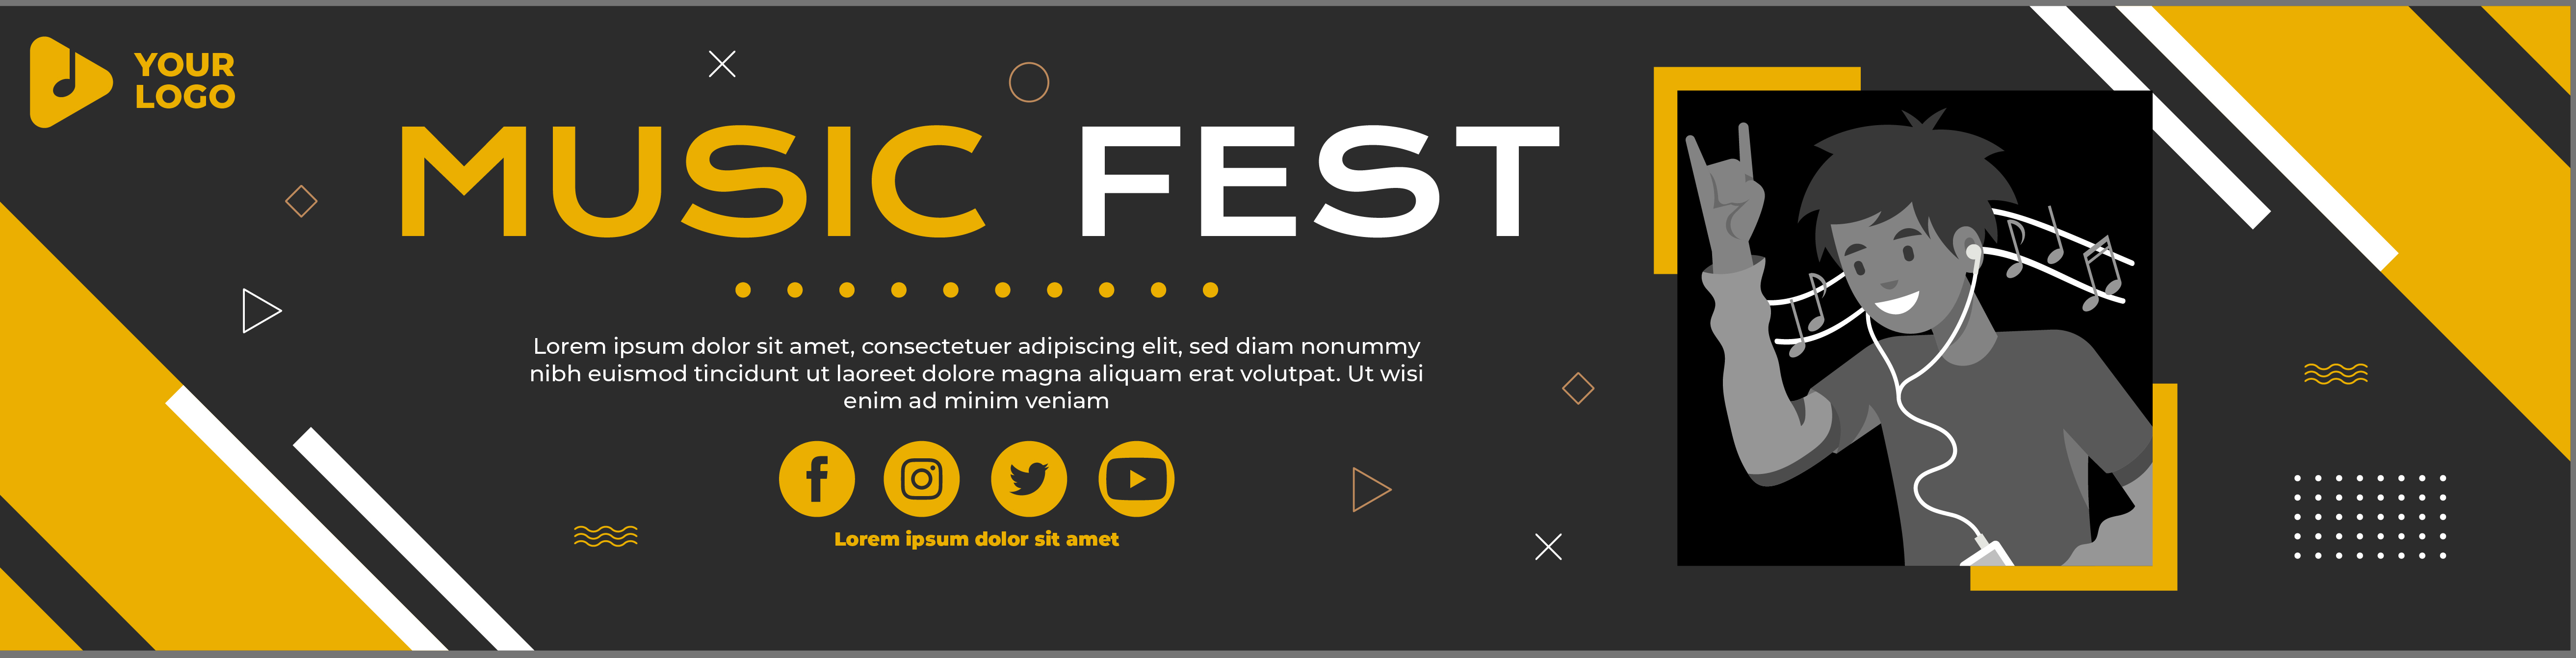 YOUR
LOGO
MUSIC FEST
Lorem ipsum dolor sit amet, consectetuer adipiscing elit, sed diam nonummy
nibh euismod tincidunt ut laoreet dolore magna aliquam erat volutpat. Ut wisi
enim ad minim veniam
Lorem ipsum dolor sit amet